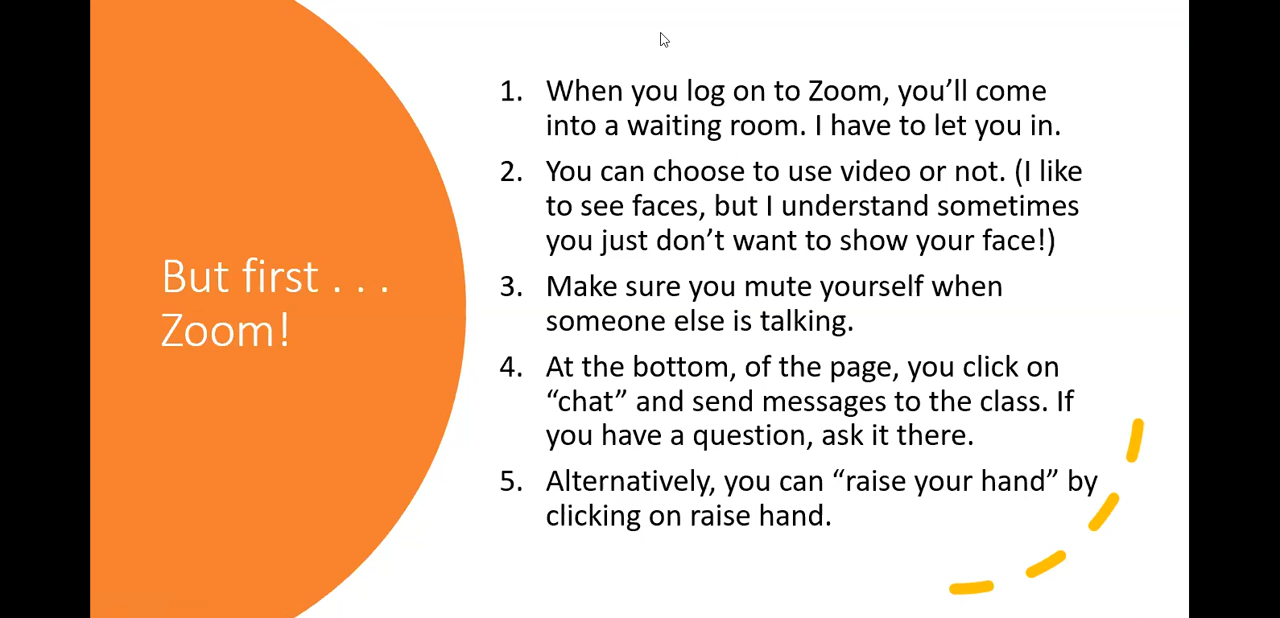 But first . . .
Zoom!
1. When you log on to Zoom, you’ll come
into a waiting room. I have to let you in.
2. You can choose to use video or not. (I like
to see faces, but I understand sometimes
you just don’t want to show your face!)
3. Make sure you mute yourself when
someone else is talking.
4. At the bottom, of the page, you click on
“chat” and send messages to the class. If
you have a question, ask it there.
5. Alternatively, you can “raise your hand” by
clicking on raise hand.